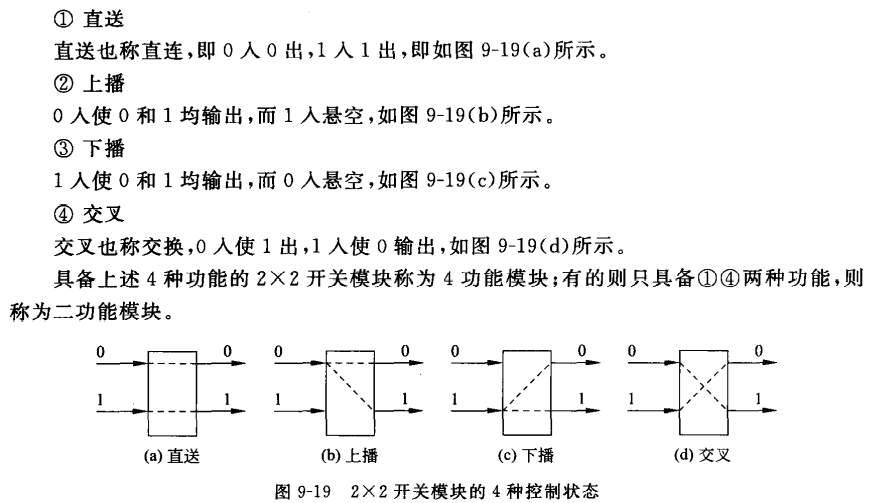 ① 直送
直送也称直连,即0入0出,1入1出,即如图9-19(a)所示。
② 上播
0入使0和1均输出,而1入悬空,如图9-19(b)所示。
③ 下播
1入使0和1均输出,而0入悬空,如图9-19(c)所示。
④ 交叉
交叉也称交换,0入使1出,1入使0输出,如图9-19(d)所示。
具备上述4种功能的2×2开关模块称为4功能模块;有的则只具备①④两种功能,则
称为二功能模块。
0 0 0 0 0 0 0 0
1 1 1 1 1 1 1 1
(a) 直送 (b) 上播 (c) 下播 (d) 交叉
图 9-19 2×2开关模块的4种控制状态